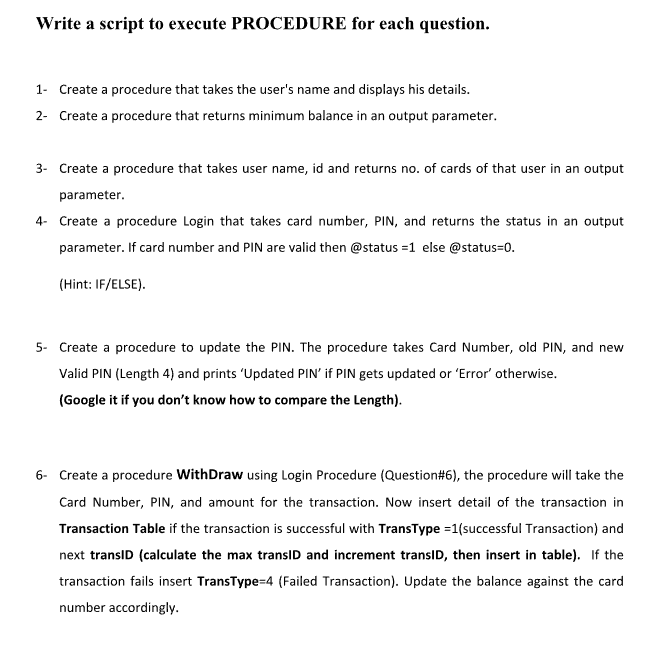 Write a script to execute PROCEDURE for each question.
1- Create a procedure that takes the user's name and displays his details.
2- Create a procedure that returns minimum balance in an output parameter.
3- Create a procedure that takes user name, id and returns no. of cards of that user in an output
parameter.
4- Create a procedure Login that takes card number, PIN, and returns the status in an output
parameter. If card number and PIN are valid then @status =1 else @status=0.
(Hint: IF/ELSE).
5- Create a procedure to update the PIN. The procedure takes Card Number, old PIN, and new
Valid PIN (Length 4) and prints ‘Updated PIN’ if PIN gets updated or ‘Error’ otherwise.
(Google it if you don’t know how to compare the Length).
6- Create a procedure WithDraw using Login Procedure (Question#6), the procedure will take the
Card Number, PIN, and amount for the transaction. Now insert detail of the transaction in
Transaction Table if the transaction is successful with TransType =1(successful Transaction) and
next transID (calculate the max transID and increment transID, then insert in table). If the
transaction fails insert TransType=4 (Failed Transaction). Update the balance against the card
number accordingly.